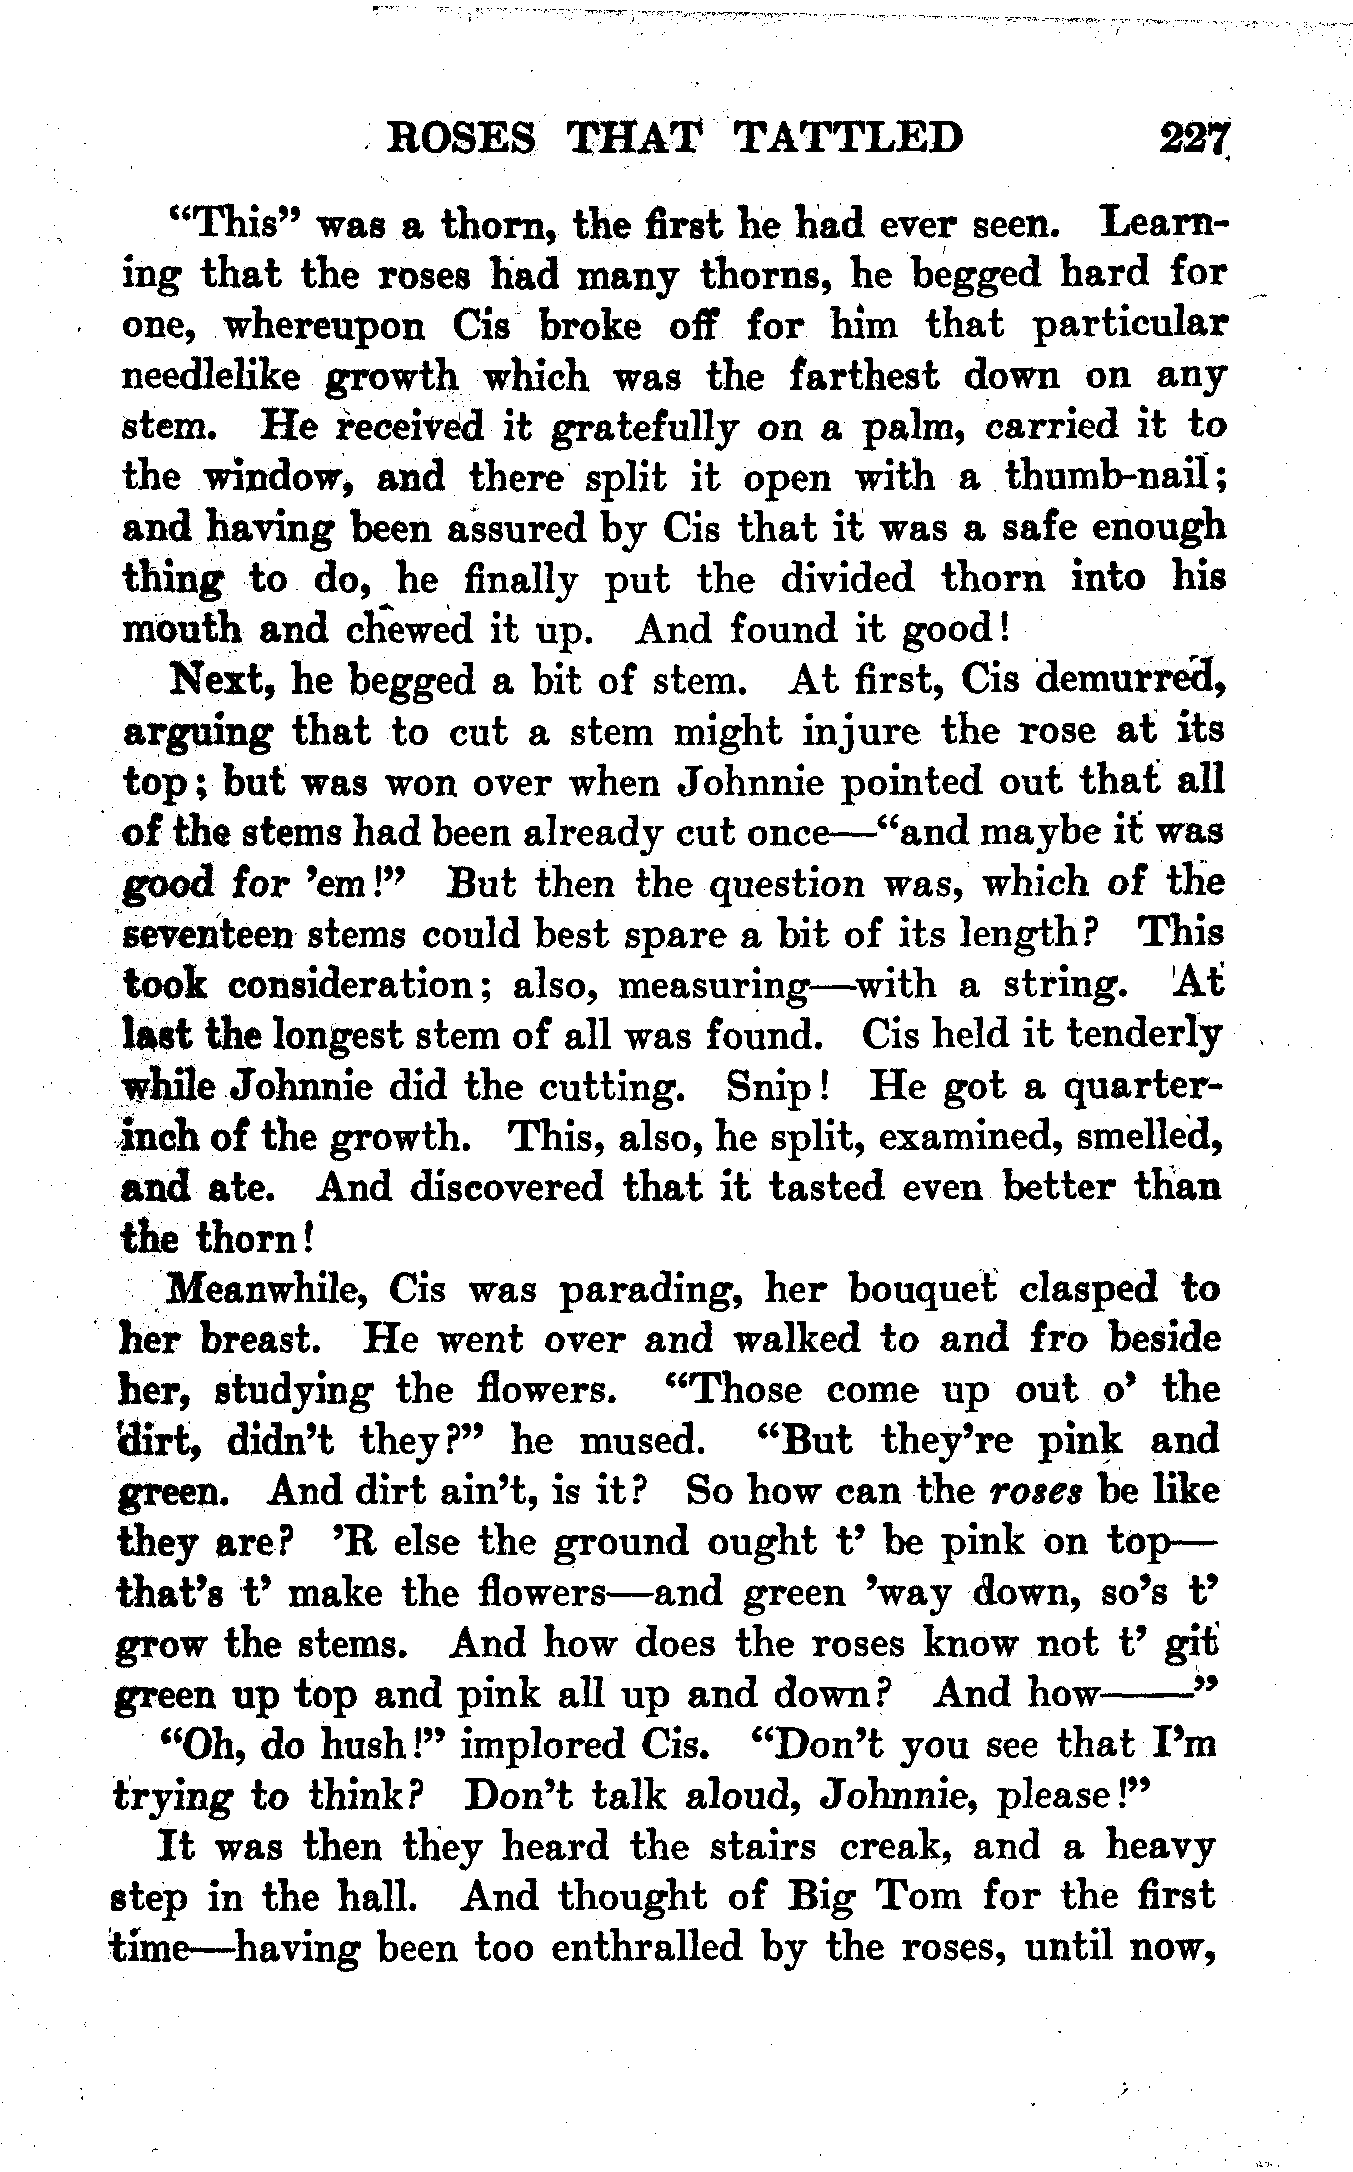 ROSES THAT TATTLED 227
“This” was a thorn, the first he had ever seen. Learn-
ing that the roses had many thorns, he begged hard for
one, whereupon Cis broke off for him that particular
needlelike growth which was the farthest down on any
stem. He received it gratefully on a palm, carried it to
the window, and there split it open with a thumb-nail;
and having been assured by Cis that it was a safe enough
thing to do, he finally put the divided thorn into his
mouth and chewed it up. And found it good!
Next, he begged a bit of stem. At first, Cis demurred,
arguing that to cut a stem might injure the rose at its
top; but was won over when Johnnie pointed out that all
of the stems had been already cut once—“and maybe it was
good for ’em!” But then the question was, which of the
seventeen stems could best spare a bit of its length? This
took consideration; also, measuring—with a string. At
last the longest stem of all was found. Cis held it tenderly
while Johnnie did the cutting. Snip! He got a quarter-
inch of the growth. This, also, he split, examined, smelled,
and ate. And discovered that it tasted even better than
the thorn!
Meanwhile, Cis was parading, her bouquet clasped to
her breast. He went over and walked to and fro beside
her, studying the flowers. “Those come up out o’ the
dirt, didn’t they?” he mused. “But they’re pink and
green. And dirt ain’t, is it? So how can the roses be like
they are? ’R else the ground ought t’ be pink on top—
that’s t’ make the flowers—and green ’way down, so’s t’
grow the stems. And how does the roses know not t’ git
green up top and pink all up and down? And how——”
“Oh, do hush!” implored Cis. “Don’t you see that I’m
trying to think? Don’t talk aloud, Johnnie, please!”
It was then they heard the stairs creak, and a heavy
step in the hall. And thought of Big Tom for the first
time—having been too enthralled by the roses, until now,